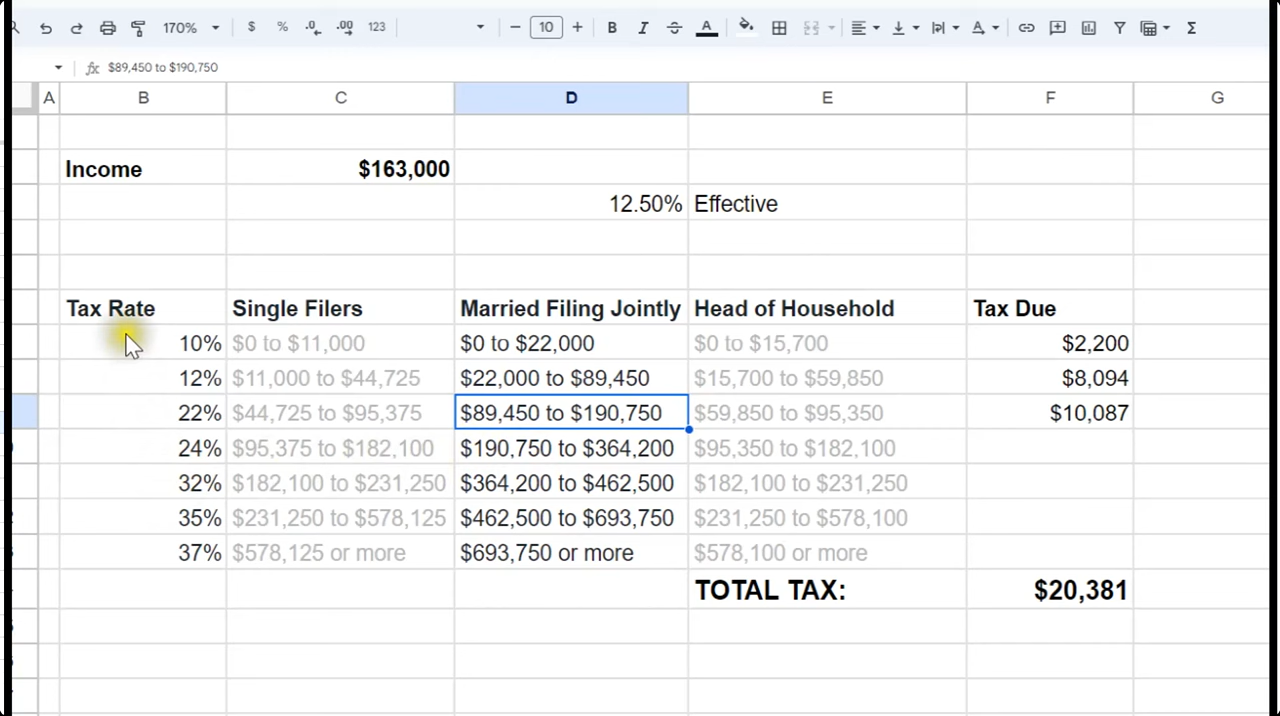 170% $ % .0 .00 123 10 B I A Σ
fx $89,450 to $190,750
A B C D E F G
Income $163,000
12.50% Effective
Tax Rate Single Filers Married Filing Jointly Head of Household Tax Due
10% $0 to $11,000 $0 to $22,000 $0 to $15,700 $2,200
12% $11,000 to $44,725 $22,000 to $89,450 $15,700 to $59,850 $8,094
22% $44,725 to $95,375 $89,450 to $190,750 $59,850 to $95,350 $10,087
24% $95,375 to $182,100 $190,750 to $364,200 $95,350 to $182,100
32% $182,100 to $231,250 $364,200 to $462,500 $182,100 to $231,250
35% $231,250 to $578,125 $462,500 to $693,750 $231,250 to $578,100
37% $578,125 or more $693,750 or more $578,100 or more
TOTAL TAX: $20,381